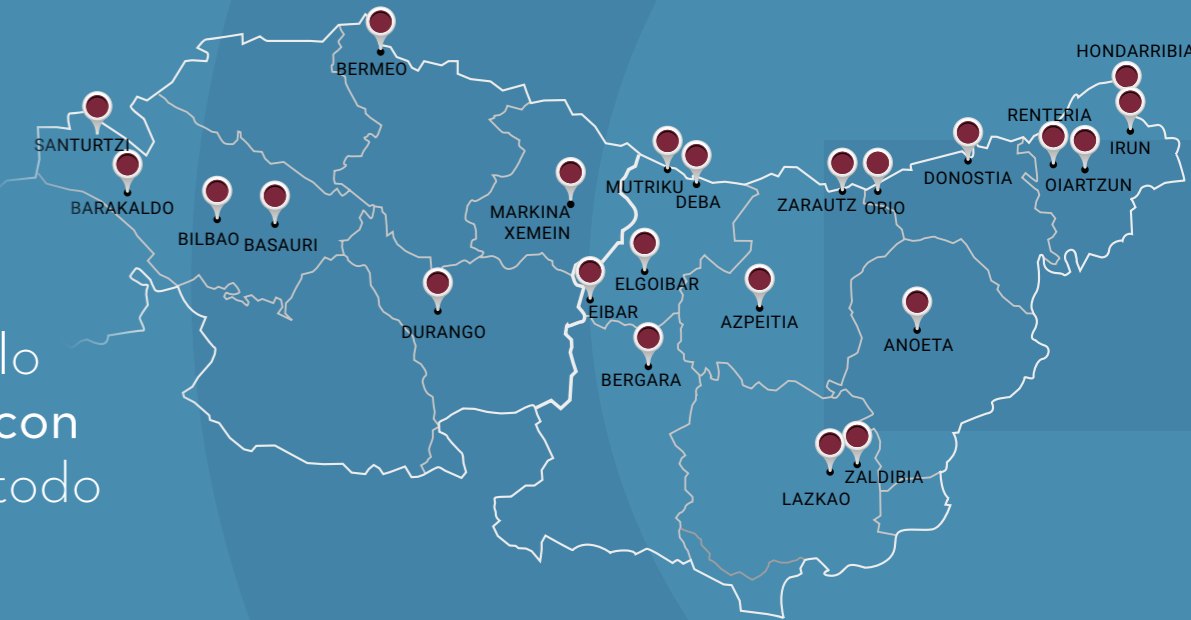 HONDARRIBIA
BERMEO
RENTERIA
SANTURTZI
IRUN
DONOSTIA
OIARTZUN
MUTRIKU
DEBA
ZARAUTZ
ORIO
BARAKALDO
MARKINA
XEMEIN
BILBAO
BASAURI
ELGOIBAR
EIBAR
AZPEITIA
DURANGO
ANOETA
lo
BERGARA
con
todo
ZALDIBIA
LAZKAO